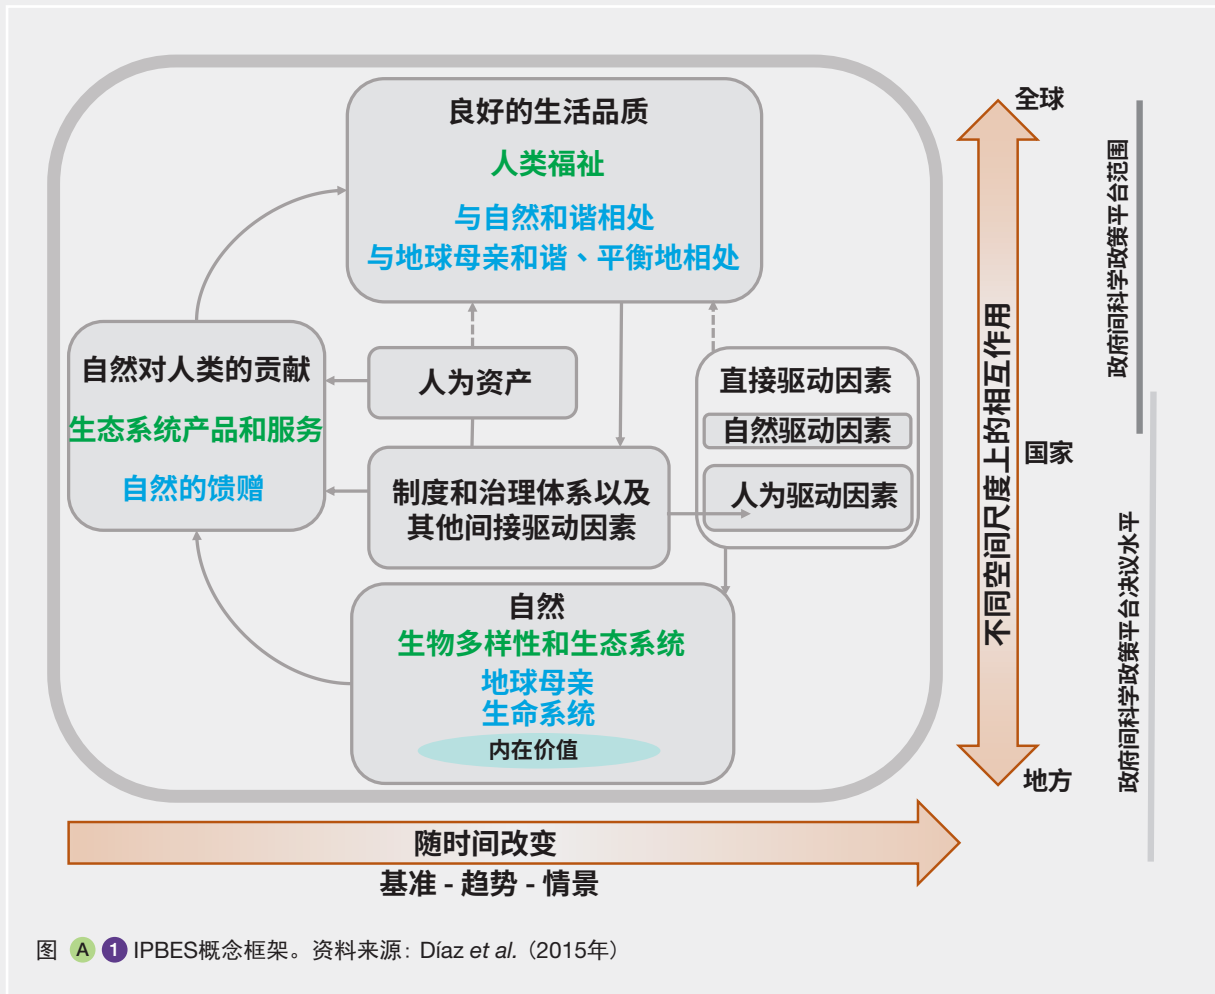 良好的生活品质
人类福祉
与自然和谐相处
与地球母亲和谐、平衡地相处
自然对人类的贡献
生态系统产品和服务
自然的馈赠
人为资产
制度和治理体系以及
其他间接驱动因素
直接驱动因素
自然驱动因素
人为驱动因素
自然
生物多样性和生态系统
地球母亲
生命系统
内在价值
全球
国家
地方
不同空间尺度上的相互作用
政府间科学政策平台范围
政府间科学政策平台决议水平
随时间改变
基准 - 趋势 - 情景
图 A 1 IPBES概念框架。资料来源: Díaz et al. (2015年)